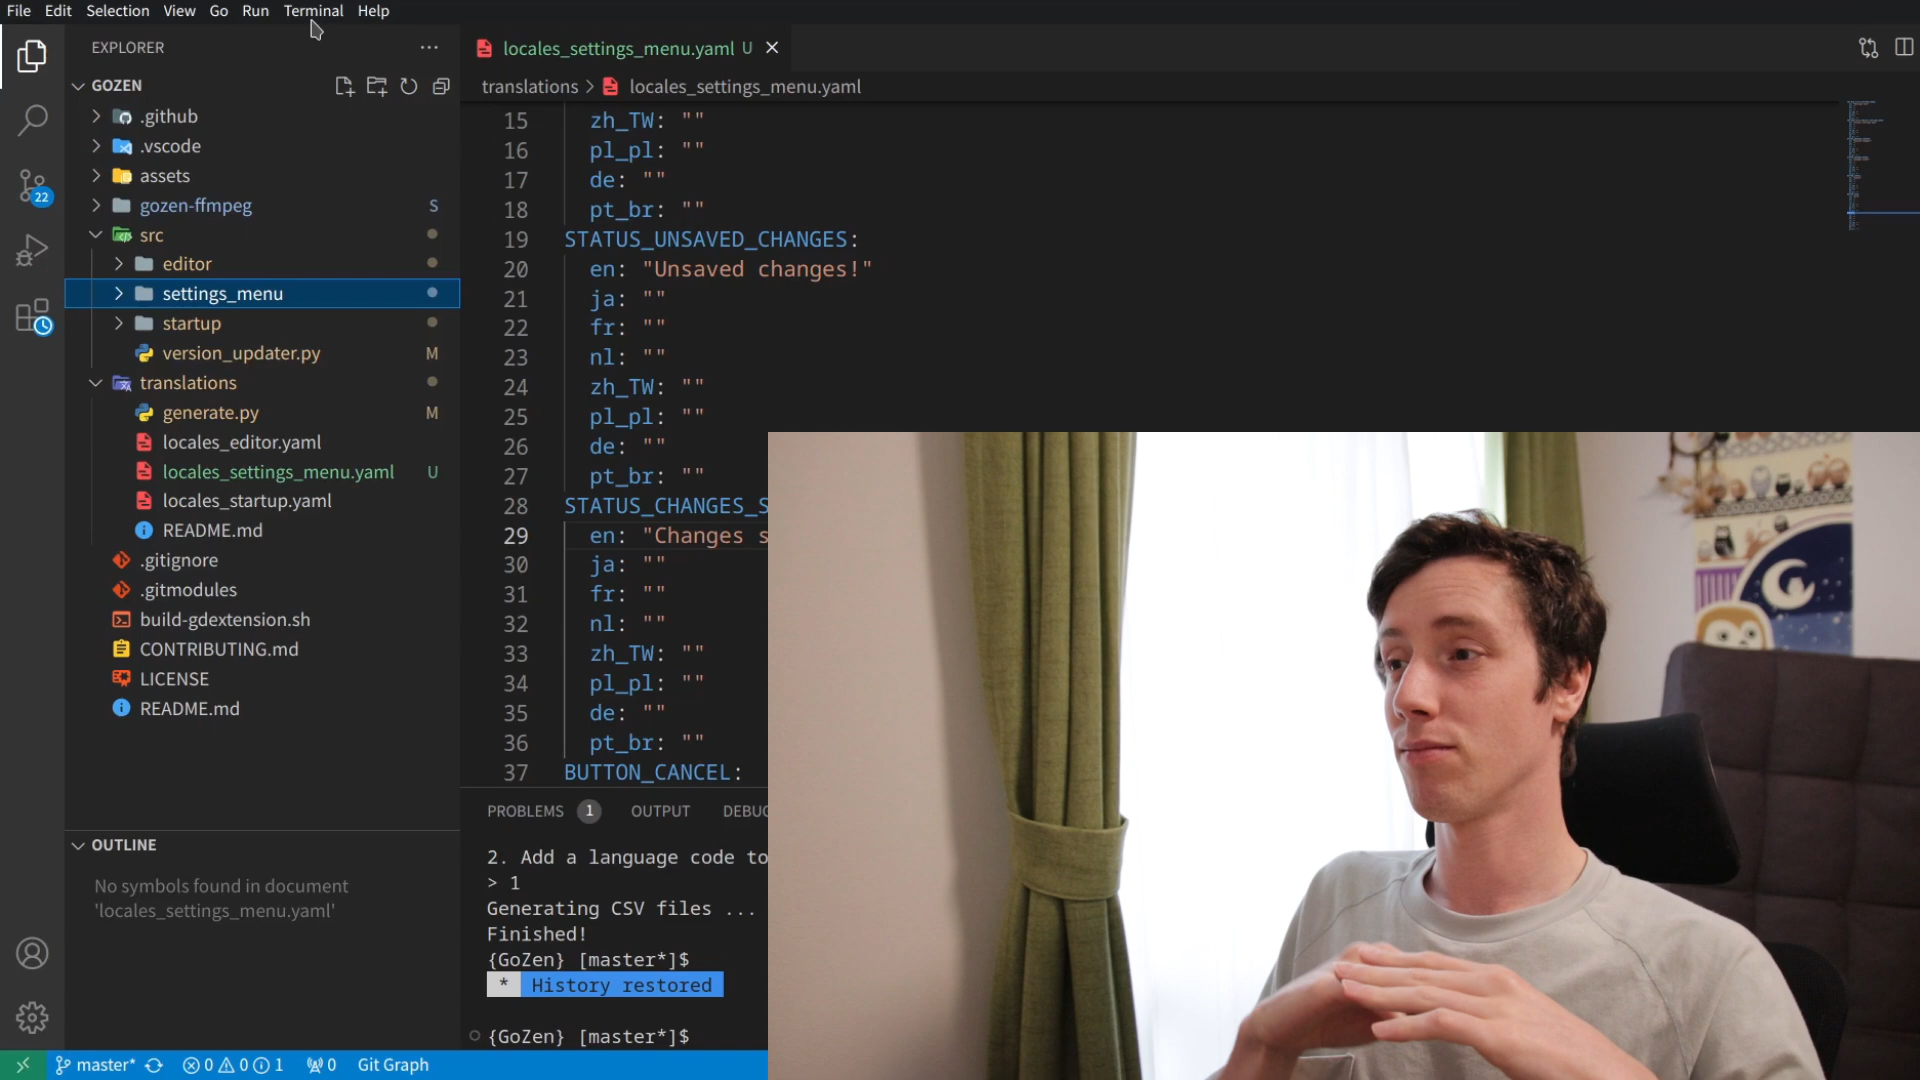 File Edit Selection View Go Run Terminal Help
EXPLORER
GOZEN
.github
.vscode
assets
gozen-ffmpeg S
src
editor
settings_menu
startup
version_updater.py M
translations
generate.py M
locales_editor.yaml
locales_settings_menu.yaml U
locales_startup.yaml
README.md
.gitignore
.gitmodules
build-gdextension.sh
CONTRIBUTING.md
LICENSE
README.md
OUTLINE
No symbols found in document
'locales_settings_menu.yaml'
22
locales_settings_menu.yaml U
translations > locales_settings_menu.yaml
15 zh_TW: ""
16 pl_pl: ""
17 de: ""
18 pt_br: ""
19 STATUS_UNSAVED_CHANGES:
20 en: "Unsaved changes!"
21 ja: ""
22 fr: ""
23 nl: ""
24 zh_TW: ""
25 pl_pl: ""
26 de: ""
27 pt_br: ""
28 STATUS_CHANGES_S
29 en: "Changes s
30 ja: ""
31 fr: ""
32 nl: ""
33 zh_TW: ""
34 pl_pl: ""
35 de: ""
36 pt_br: ""
37 BUTTON_CANCEL:
PROBLEMS 1 OUTPUT DEBUG
2. Add a language code to
> 1
Generating CSV files ...
Finished!
{GoZen} [master*]$
* History restored
{GoZen} [master*]$
master* 0 0 1 0 Git Graph